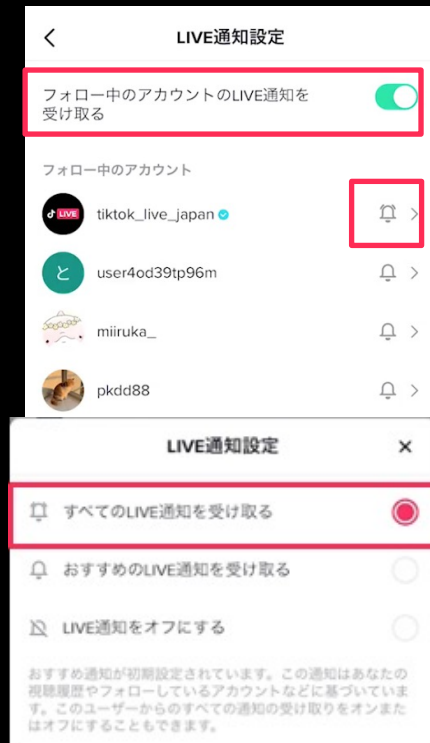 LIVE通知設定
フォロー中のアカウントのLIVE通知を
受け取る
フォロー中のアカウント
LIVE
tiktok_live_japan
と
user4od39tp96m
miiruka_
pkdd88
LIVE通知設定
すべてのLIVE通知を受け取る
おすすめのLIVE通知を受け取る
LIVE通知をオフにする
おすすめ通知が初期設定されています。この通知はあなたの
視聴履歴やフォローしているアカウントなどに基づいていま
す。このユーザーからのすべての通知の受け取りをオンまた
はオフにすることもできます。